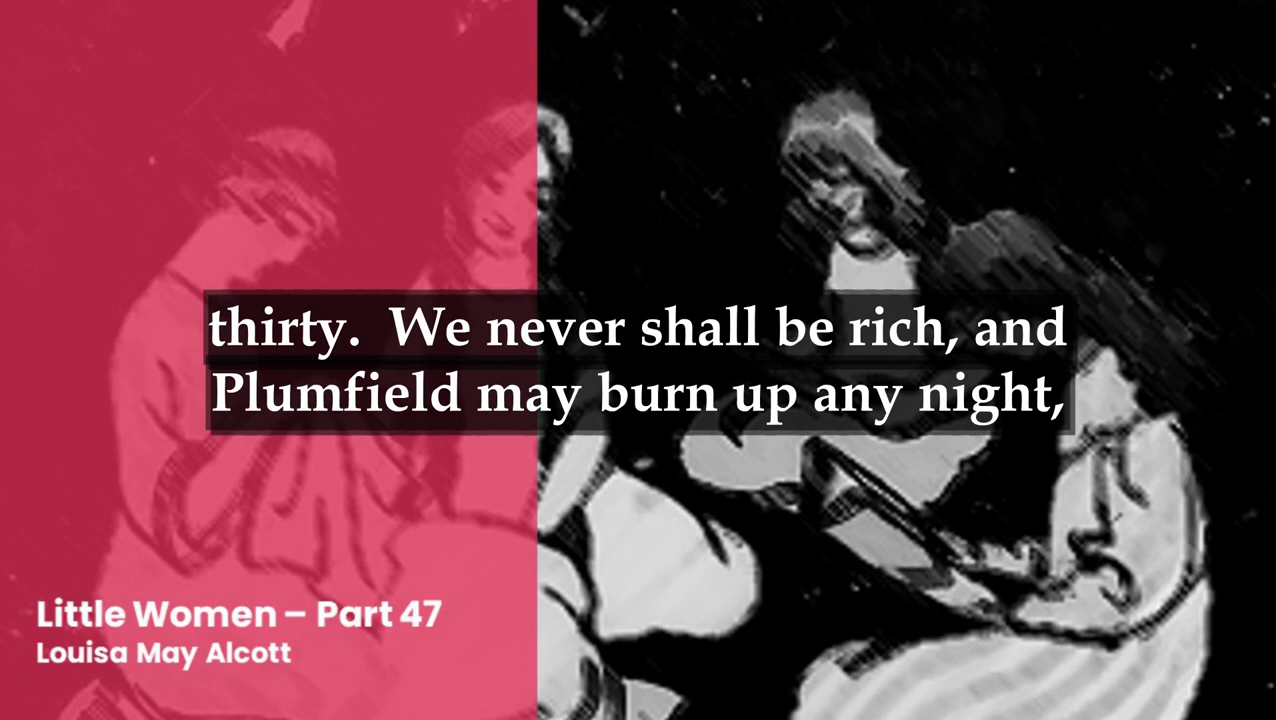 thirty.  We never shall be rich, and
Plumfield may burn up any night,
Little Women – Part 47
Louisa May Alcott